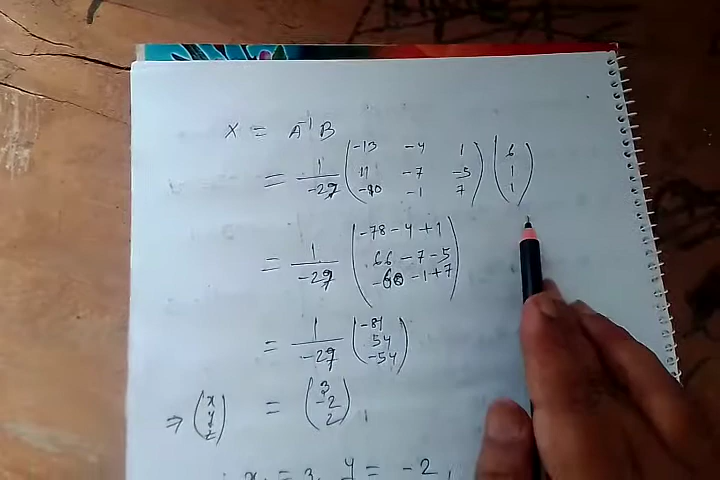 X = A⁻¹B
= 1/-27 (-13 -4 1; 11 -7 -5; -10 -1 7) (6; 1; 1)
= 1/-27 (-78 - 4 + 1; 66 - 7 - 5; -60 - 1 + 7)
= 1/-27 (-81; 54; -54)
⇒ (x; y; z) = (3; -2; 2),
∴ x = 3, y = -2,